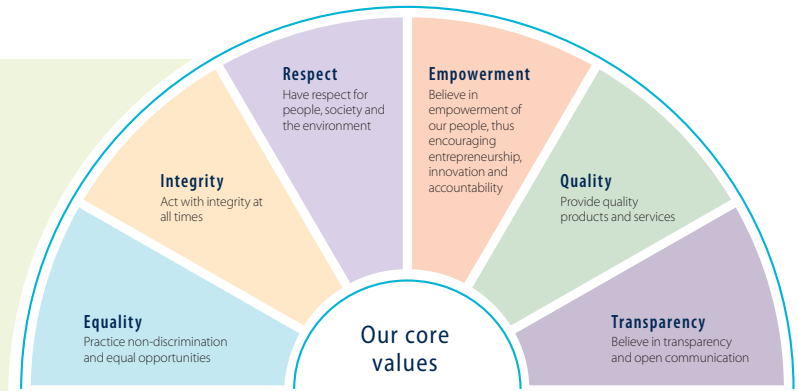 Equality
Practice non-discrimination
and equal opportunities
Integrity
Act with integrity at
all times
Respect
Have respect for
people, society and
the environment
Empowerment
Believe in
empowerment of
our people, thus
encouraging
entrepreneurship,
innovation and
accountability
Quality
Provide quality
products and services
Transparency
Believe in transparency
and open communication
Our core
values